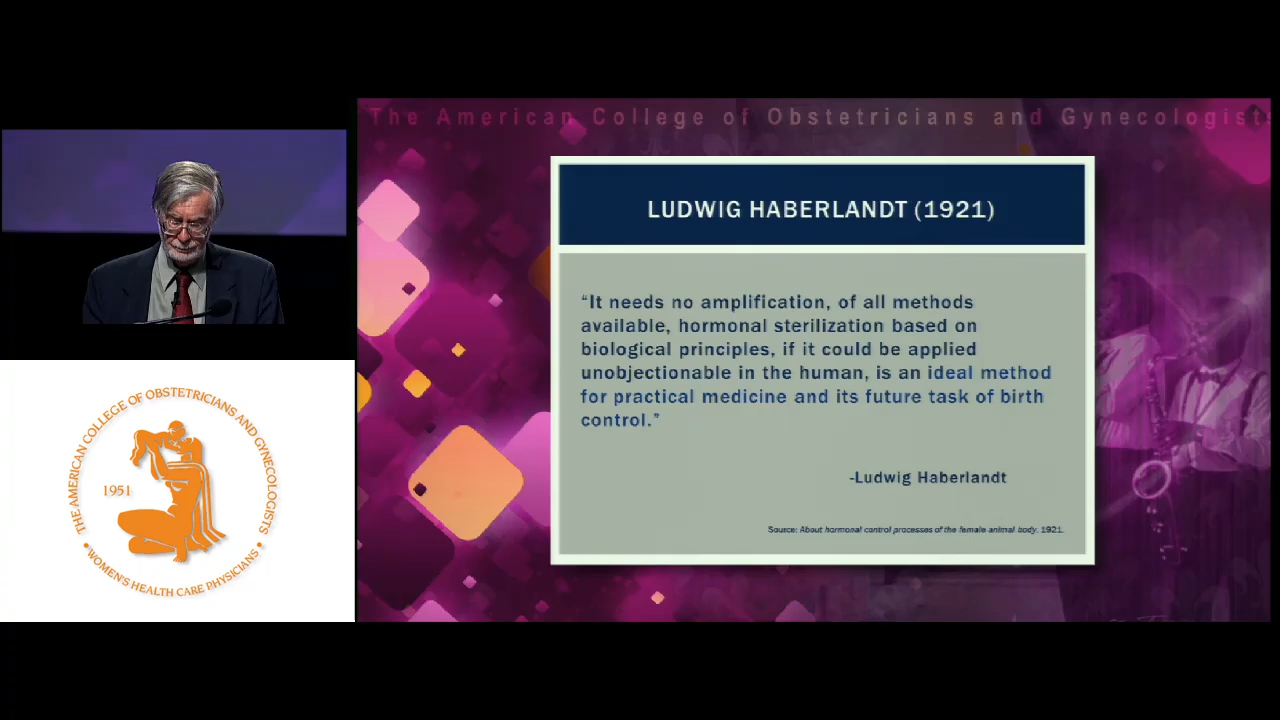 The American College of Obstetricians and Gynecologists
LUDWIG HABERLANDT (1921)
“It needs no amplification, of all methods
available, hormonal sterilization based on
biological principles, if it could be applied
unobjectionable in the human, is an ideal method
for practical medicine and its future task of birth
control.”
-Ludwig Haberlandt
Source: About hormonal control processes of the female animal body. 1921.
THE AMERICAN COLLEGE OF OBSTETRICIANS AND GYNECOLOGISTS
1951
• WOMEN'S HEALTH CARE PHYSICIANS •